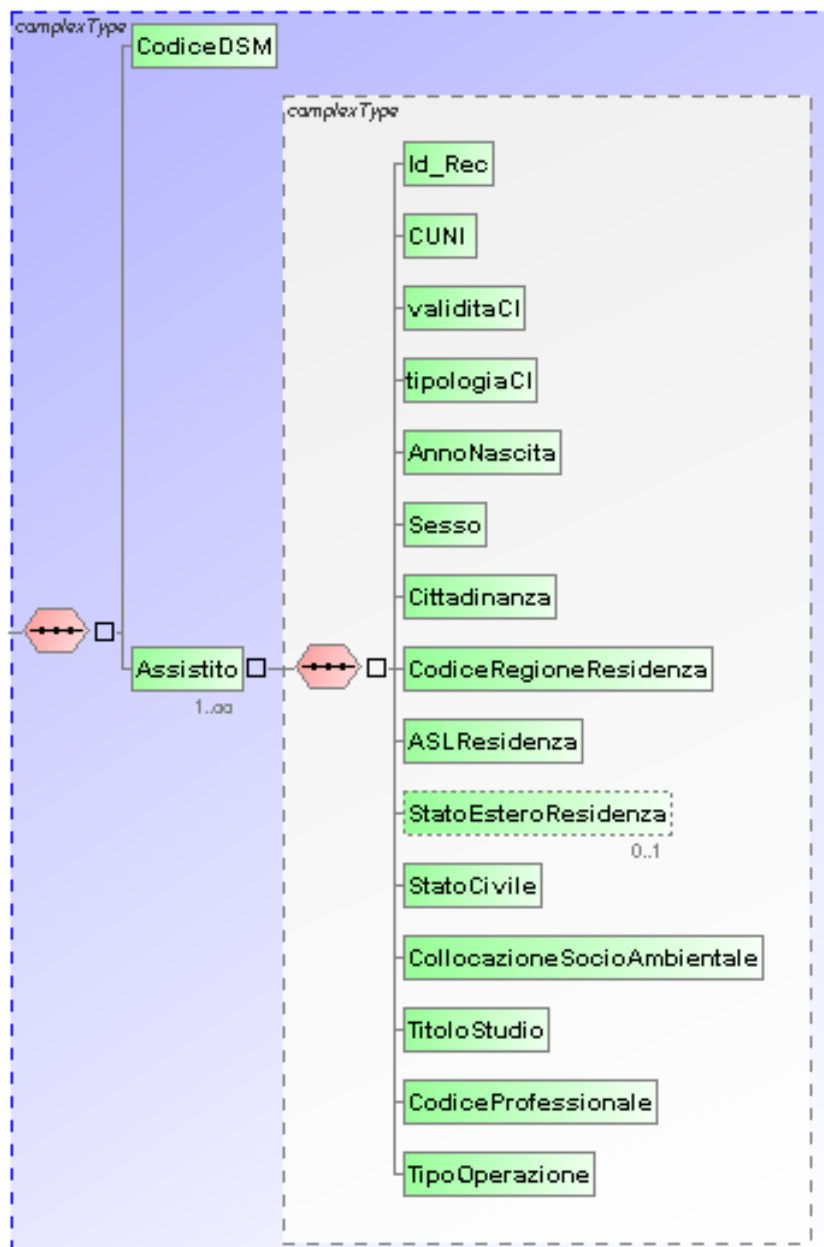 complexType
CodiceDSM
complexType
Id_Rec
CUNI
validitaCI
tipologiaCI
AnnoNascita
Sesso
Cittadinanza
Assistito
1..∞
CodiceRegioneResidenza
ASLResidenza
StatoEsteroResidenza
0..1
StatoCivile
CollocazioneSocioAmbientale
TitoloStudio
CodiceProfessionale
TipoOperazione